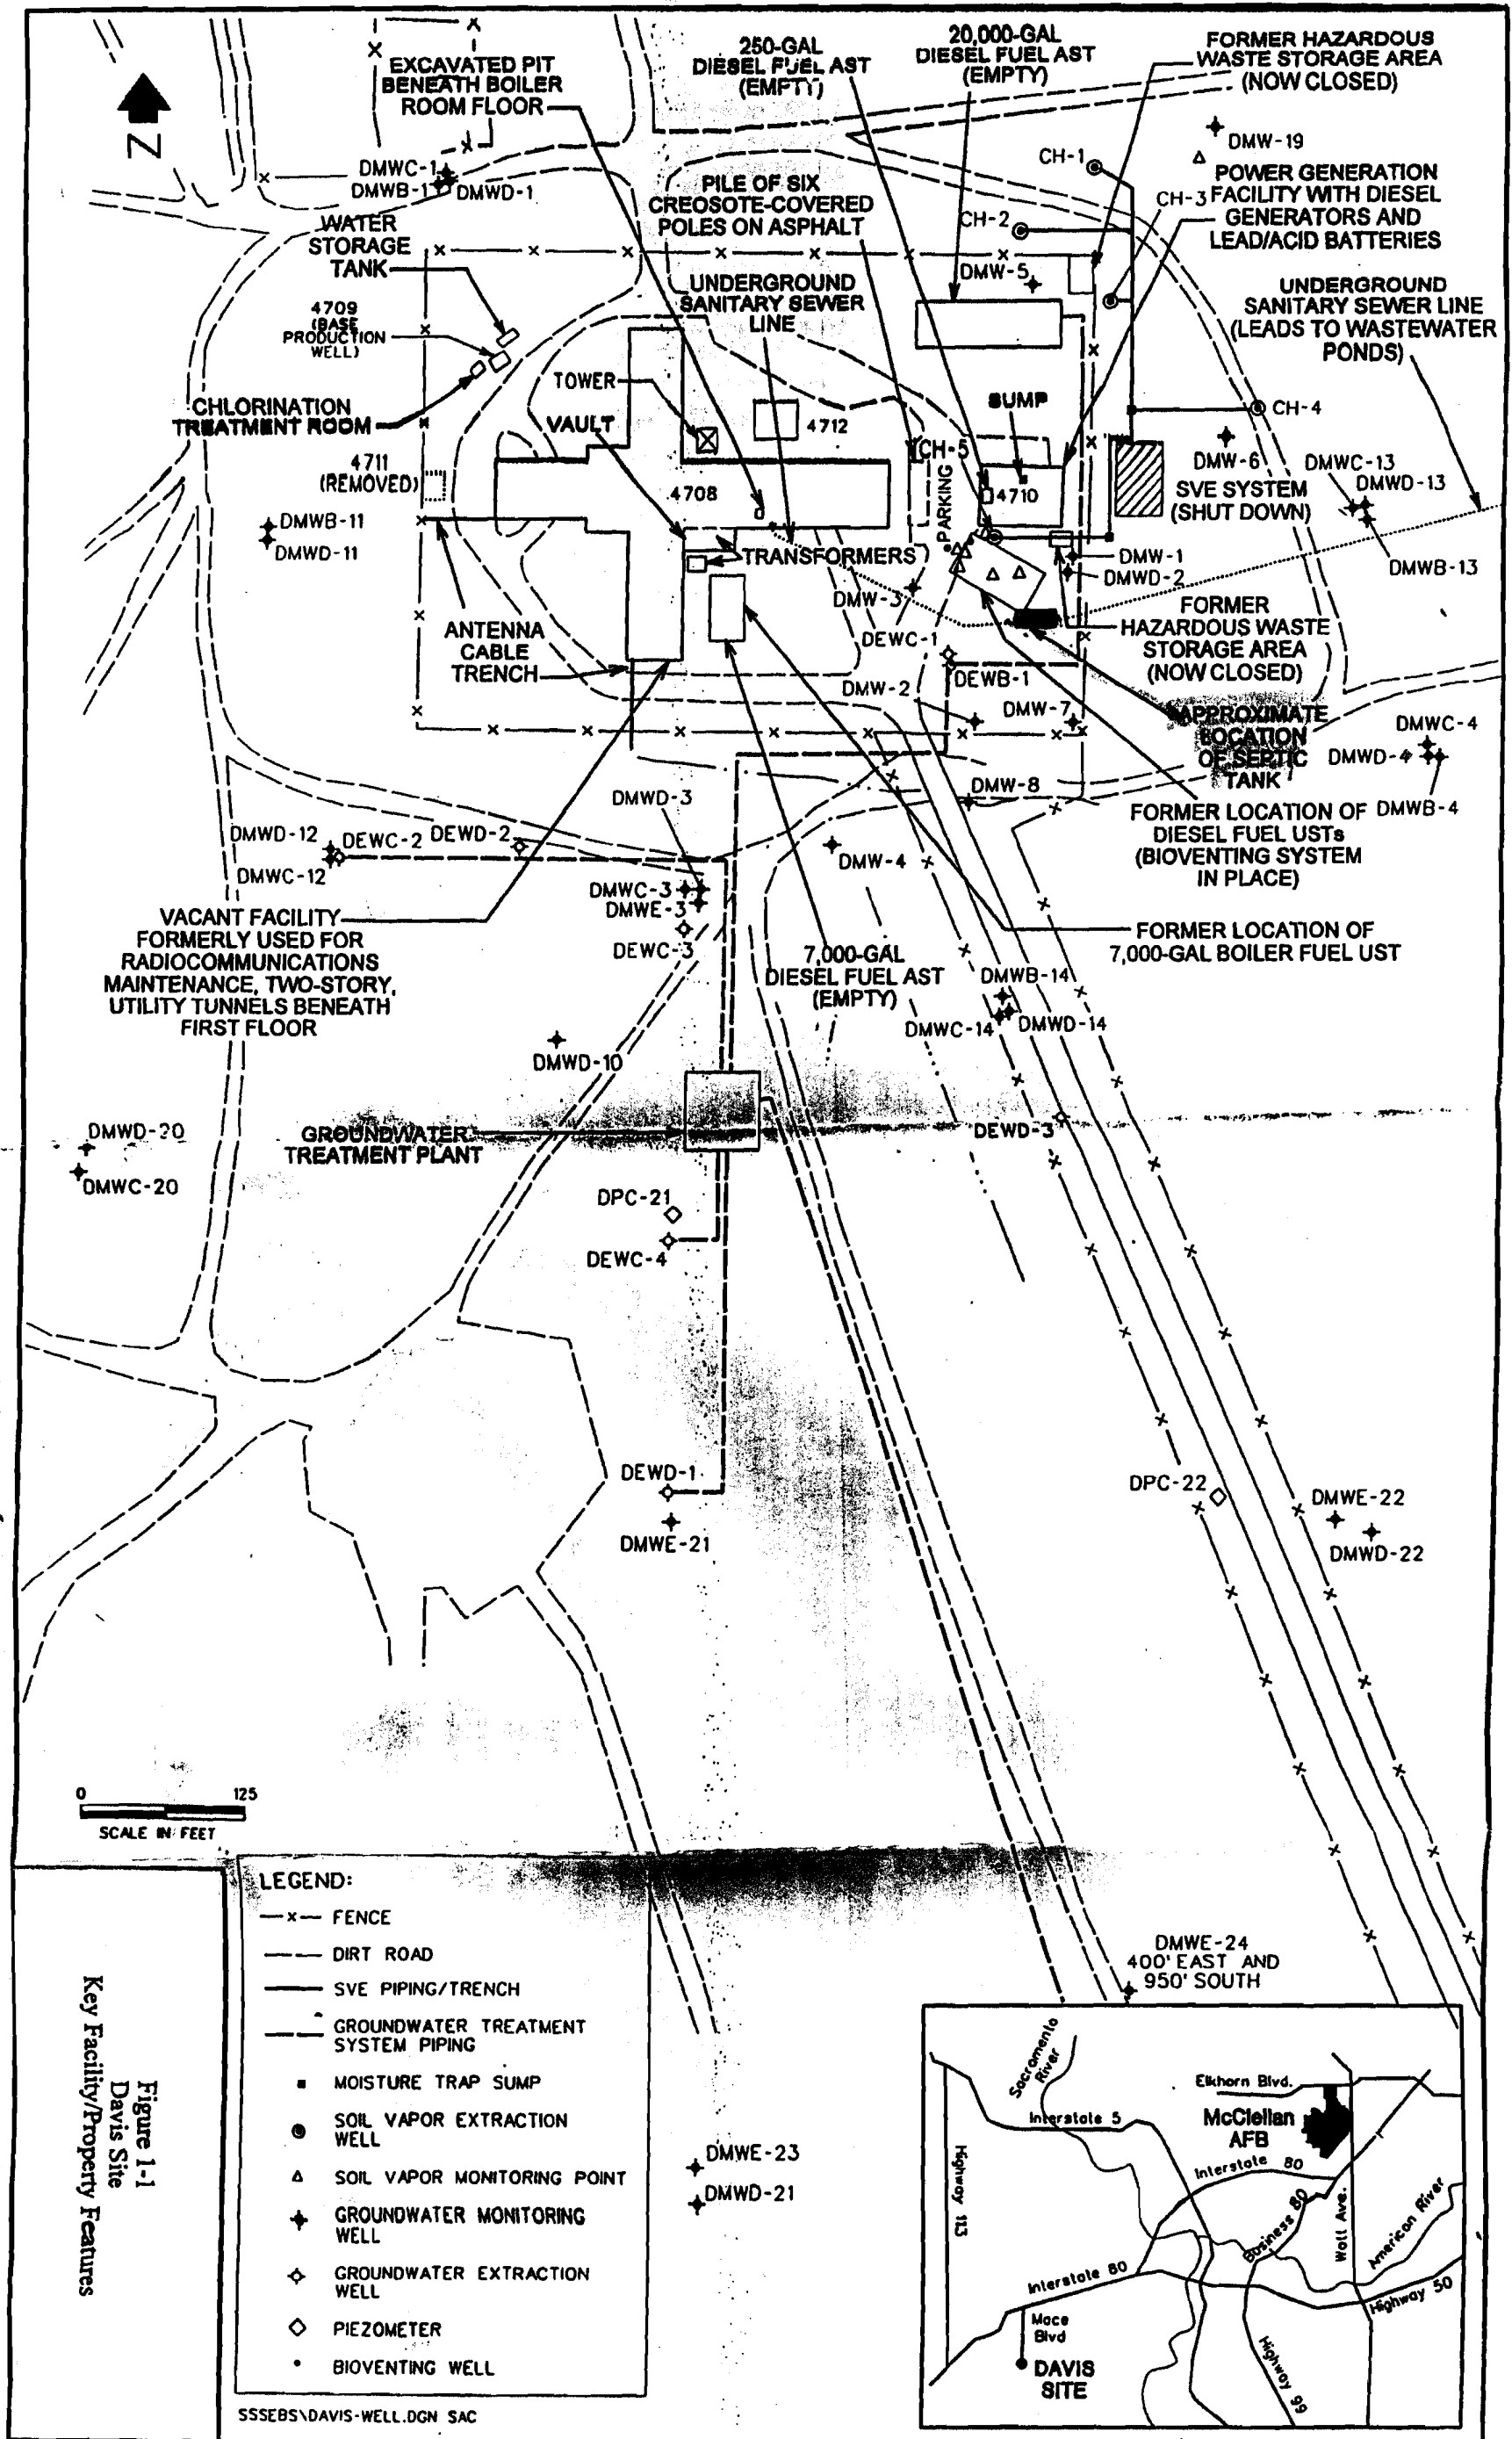 EXCAVATED PIT
BENEATH BOILER
ROOM FLOOR
250-GAL
DIESEL FUEL AST
(EMPTY)
20,000-GAL
DIESEL FUEL AST
(EMPTY)
FORMER HAZARDOUS
WASTE STORAGE AREA
(NOW CLOSED)
N
DMWC-1
DMWB-1
DMWD-1
DMW-19
CH-1
POWER GENERATION
FACILITY WITH DIESEL
GENERATORS AND
LEAD/ACID BATTERIES
CH-3
CH-2
PILE OF SIX
CREOSOTE-COVERED
POLES ON ASPHALT
WATER
STORAGE
TANK
DMW-5
UNDERGROUND
SANITARY SEWER
LINE
UNDERGROUND
SANITARY SEWER LINE
(LEADS TO WASTEWATER
PONDS)
4709
(BASE
PRODUCTION
WELL)
TOWER
CHLORINATION
TREATMENT ROOM
VAULT
4712
SUMP
CH-4
CH-5
PARKING
4711
(REMOVED)
4708
4710
DMW-6
SVE SYSTEM
(SHUT DOWN)
DMWC-13
DMWD-13
DMWB-13
DMWB-11
DMWD-11
TRANSFORMERS
DMW-1
DMWD-2
DMW-3
DEWC-1
FORMER
HAZARDOUS WASTE
STORAGE AREA
(NOW CLOSED)
ANTENNA
CABLE
TRENCH
DEWB-1
DMW-2
DMW-7
APPROXIMATE
LOCATION
OF SEPTIC
TANK
DMWC-4
DMWD-4
DMWB-4
DMWD-3
DMW-8
FORMER LOCATION OF
DIESEL FUEL USTs
(BIOVENTING SYSTEM
IN PLACE)
DMWD-12
DEWC-2
DEWD-2
DMWC-12
DMW-4
DMWC-3
DMWE-3
DEWC-3
VACANT FACILITY
FORMERLY USED FOR
RADIOCOMMUNICATIONS
MAINTENANCE, TWO-STORY,
UTILITY TUNNELS BENEATH
FIRST FLOOR
7,000-GAL
DIESEL FUEL AST
(EMPTY)
FORMER LOCATION OF
7,000-GAL BOILER FUEL UST
DMWB-14
DMWC-14
DMWD-14
DMWD-10
DMWD-20
DMWC-20
GROUNDWATER
TREATMENT PLANT
DEWD-3
DPC-21
DEWC-4
DEWD-1
DMWE-21
DPC-22
DMWE-22
DMWD-22
0 125
SCALE IN FEET
DMWE-24
400' EAST AND
950' SOUTH
DMWE-23
DMWD-21
LEGEND:
FENCE
DIRT ROAD
SVE PIPING/TRENCH
GROUNDWATER TREATMENT
SYSTEM PIPING
MOISTURE TRAP SUMP
SOIL VAPOR EXTRACTION
WELL
SOIL VAPOR MONITORING POINT
GROUNDWATER MONITORING
WELL
GROUNDWATER EXTRACTION
WELL
PIEZOMETER
BIOVENTING WELL
SSSEBS\DAVIS-WELL.DGN SAC
Figure 1-1
Davis Site
Key Facility/Property Features
Sacramento
River
Elkhorn Blvd.
McClellan
AFB
Interstate 5
Interstate 80
Highway 113
Business 80
Watt Ave.
American River
Interstate 80
Highway 50
Mace
Blvd
Highway 99
DAVIS
SITE